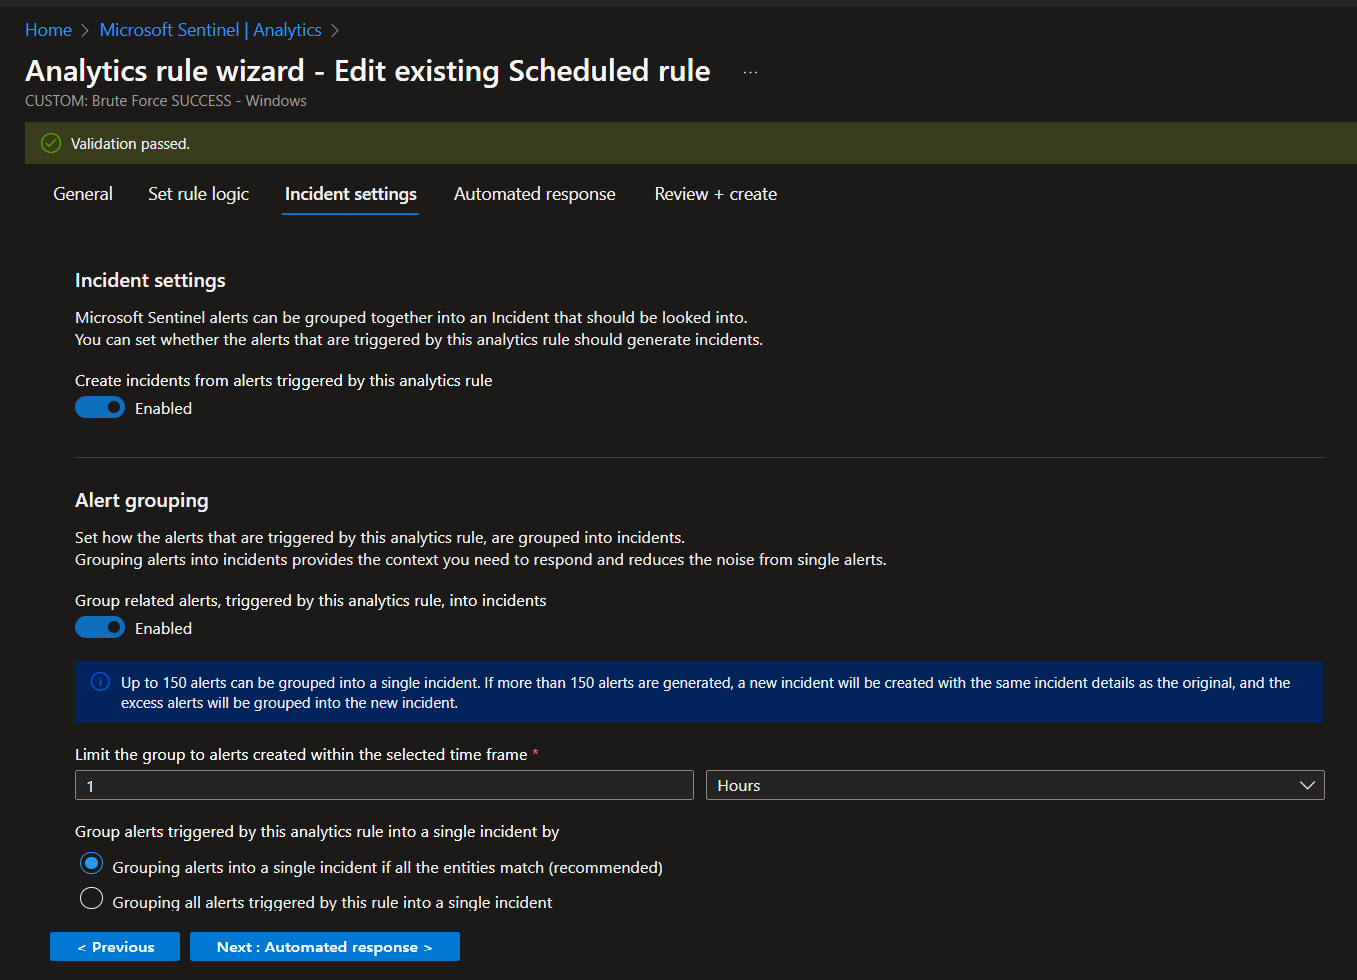 Home > Microsoft Sentinel | Analytics >
Analytics rule wizard - Edit existing Scheduled rule ...
CUSTOM: Brute Force SUCCESS - Windows
Validation passed.
General Set rule logic Incident settings Automated response Review + create
Incident settings
Microsoft Sentinel alerts can be grouped together into an Incident that should be looked into.
You can set whether the alerts that are triggered by this analytics rule should generate incidents.
Create incidents from alerts triggered by this analytics rule
Enabled
Alert grouping
Set how the alerts that are triggered by this analytics rule, are grouped into incidents.
Grouping alerts into incidents provides the context you need to respond and reduces the noise from single alerts.
Group related alerts, triggered by this analytics rule, into incidents
Enabled
Up to 150 alerts can be grouped into a single incident. If more than 150 alerts are generated, a new incident will be created with the same incident details as the original, and the
excess alerts will be grouped into the new incident.
Limit the group to alerts created within the selected time frame *
1 Hours
Group alerts triggered by this analytics rule into a single incident by
Grouping alerts into a single incident if all the entities match (recommended)
Grouping all alerts triggered by this rule into a single incident
< Previous Next : Automated response >